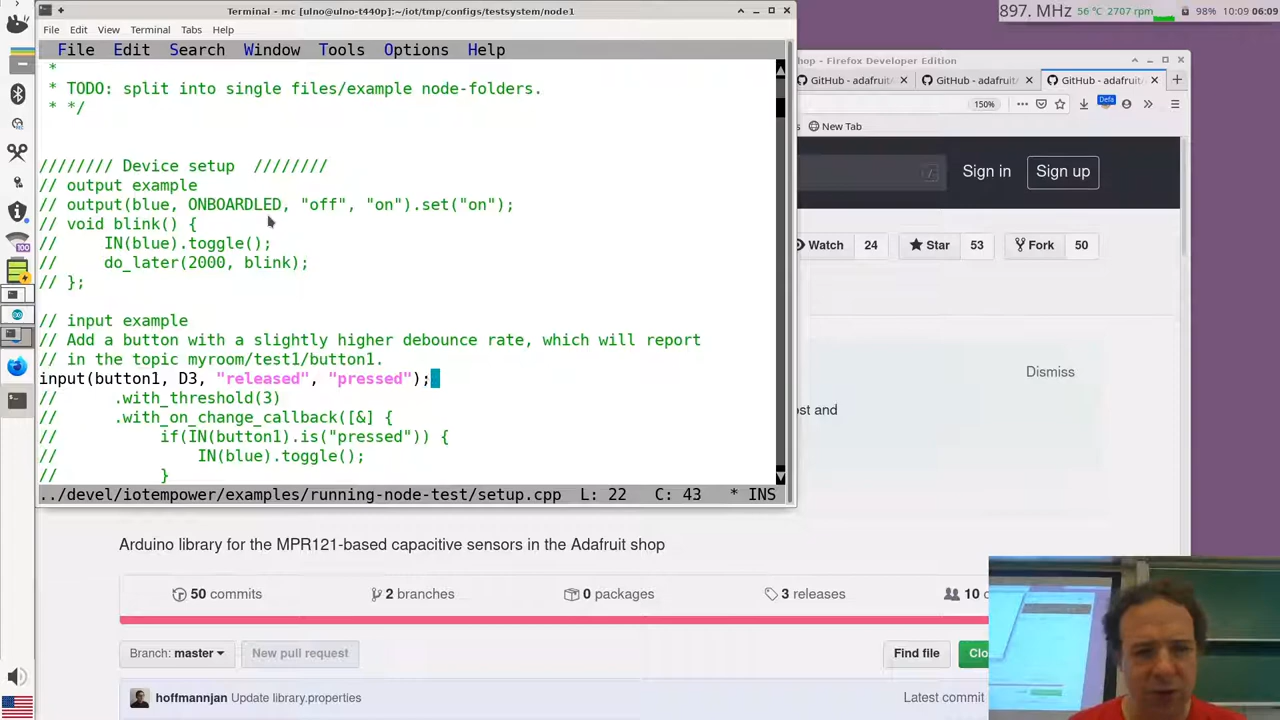 Terminal - mc [ulno@ulno-t440p]:~/iot/tmp/configs/testsystem/node1
897. MHz 56 °C 2707 rpm 98% 10:09 06:09
File Edit View Terminal Tabs Help
File Edit Search Window Tools Options Help
*
* TODO: split into single files/example node-folders.
* */
//////// Device setup ////////
// output example
// output(blue, ONBOARDLED, "off", "on").set("on");
// void blink() {
// IN(blue).toggle();
// do_later(2000, blink);
// };
// input example
// Add a button with a slightly higher debounce rate, which will report
// in the topic myroom/test1/button1.
input(button1, D3, "released", "pressed");
// .with_threshold(3)
// .with_on_change_callback([&] {
// if(IN(button1).is("pressed")) {
// IN(blue).toggle();
// }
../devel/iotempower/examples/running-node-test/setup.cpp L: 22 C: 43 * INS
hop - Firefox Developer Edition
GitHub - adafruit/ GitHub - adafruit/ GitHub - adafruit/
150%
Defa
New Tab
/ Sign in Sign up
Watch 24 Star 53 Fork 50
Dismiss
ost and
Arduino library for the MPR121-based capacitive sensors in the Adafruit shop
50 commits 2 branches 0 packages 3 releases 10 c
Branch: master New pull request Find file Clo
hoffmannjan Update library.properties Latest commit
100